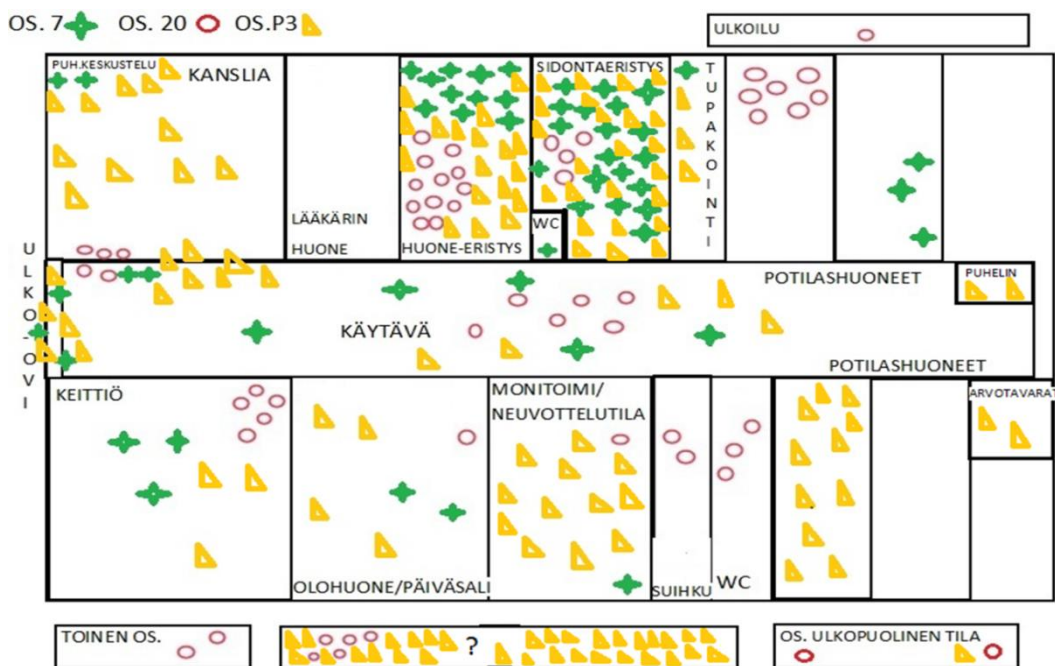 OS. 7 OS. 20 OS.P3
ULKOILU
PUH.KESKUSTELU
KANSLIA
SIDONTAERISTYS
TUPAKOINTI
LÄÄKÄRIN
HUONE
HUONE-ERISTYS
WC
ULKO-OVI
POTILASHUONEET
PUHELIN
KÄYTÄVÄ
POTILASHUONEET
KEITTIÖ
MONITOIMI/
NEUVOTTELUTILA
ARVOTAVARAT
OLOHUONE/PÄIVÄSALI
SUIHKU
WC
TOINEN OS.
?
OS. ULKOPUOLINEN TILA